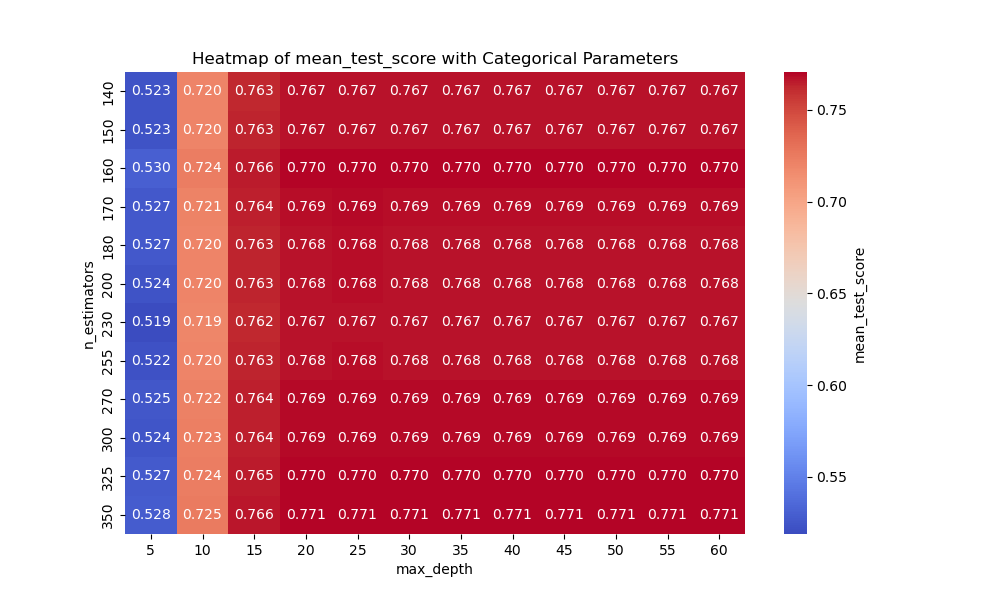 Heatmap of mean_test_score with Categorical Parameters
140 0.523 0.720 0.763 0.767 0.767 0.767 0.767 0.767 0.767 0.767 0.767 0.767
150 0.523 0.720 0.763 0.767 0.767 0.767 0.767 0.767 0.767 0.767 0.767 0.767
160 0.530 0.724 0.766 0.770 0.770 0.770 0.770 0.770 0.770 0.770 0.770 0.770
170 0.527 0.721 0.764 0.769 0.769 0.769 0.769 0.769 0.769 0.769 0.769 0.769
180 0.527 0.720 0.763 0.768 0.768 0.768 0.768 0.768 0.768 0.768 0.768 0.768
200 0.524 0.720 0.763 0.768 0.768 0.768 0.768 0.768 0.768 0.768 0.768 0.768
230 0.519 0.719 0.762 0.767 0.767 0.767 0.767 0.767 0.767 0.767 0.767 0.767
255 0.522 0.720 0.763 0.768 0.768 0.768 0.768 0.768 0.768 0.768 0.768 0.768
270 0.525 0.722 0.764 0.769 0.769 0.769 0.769 0.769 0.769 0.769 0.769 0.769
300 0.524 0.723 0.764 0.769 0.769 0.769 0.769 0.769 0.769 0.769 0.769 0.769
325 0.527 0.724 0.765 0.770 0.770 0.770 0.770 0.770 0.770 0.770 0.770 0.770
350 0.528 0.725 0.766 0.771 0.771 0.771 0.771 0.771 0.771 0.771 0.771 0.771
5 10 15 20 25 30 35 40 45 50 55 60
max_depth
n_estimators
0.75
0.70
0.65
0.60
0.55
mean_test_score